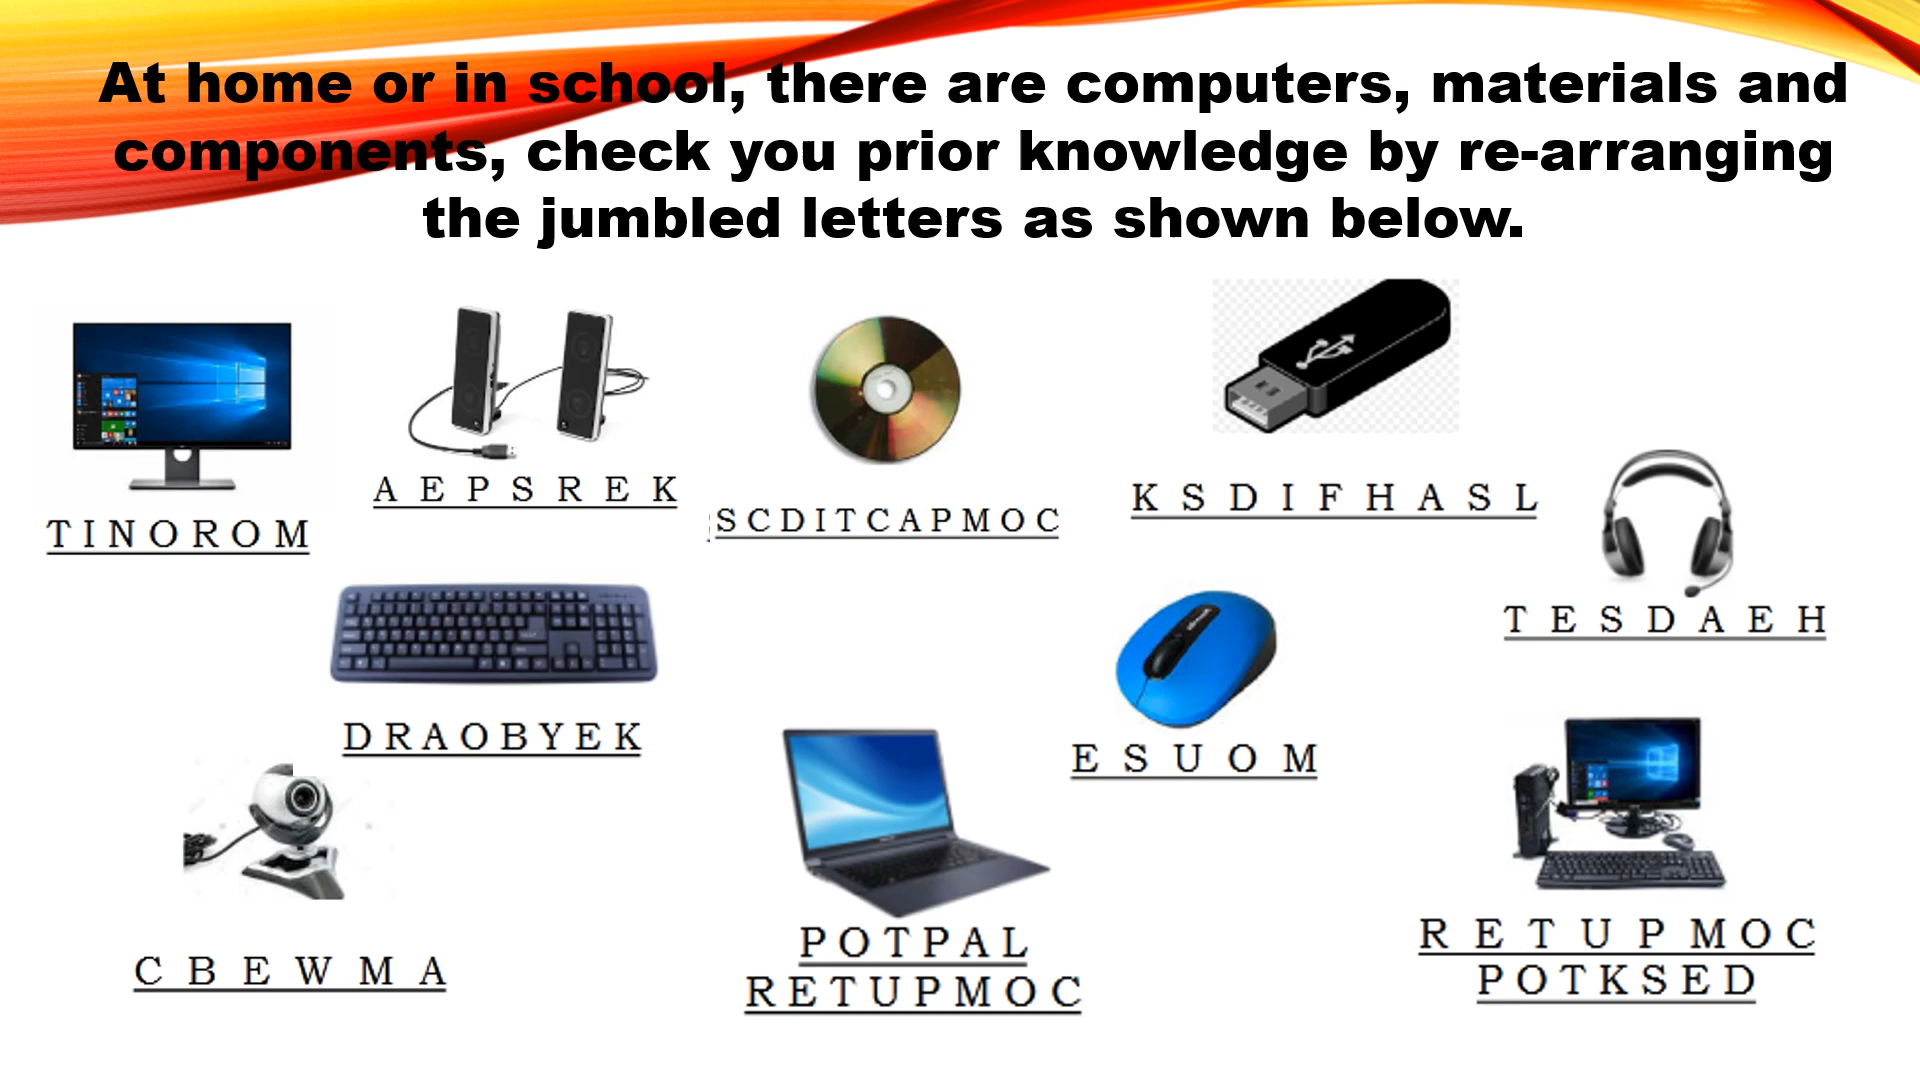 At home or in school, there are computers, materials and
components, check you prior knowledge by re-arranging
the jumbled letters as shown below.
T I N O R O M
A E P S R E K
S C D I T C A P M O C
K S D I F H A S L
T E S D A E H
D R A O B Y E K
E S U O M
C B E W M A
P O T P A L
R E T U P M O C
R E T U P M O C
P O T K S E D